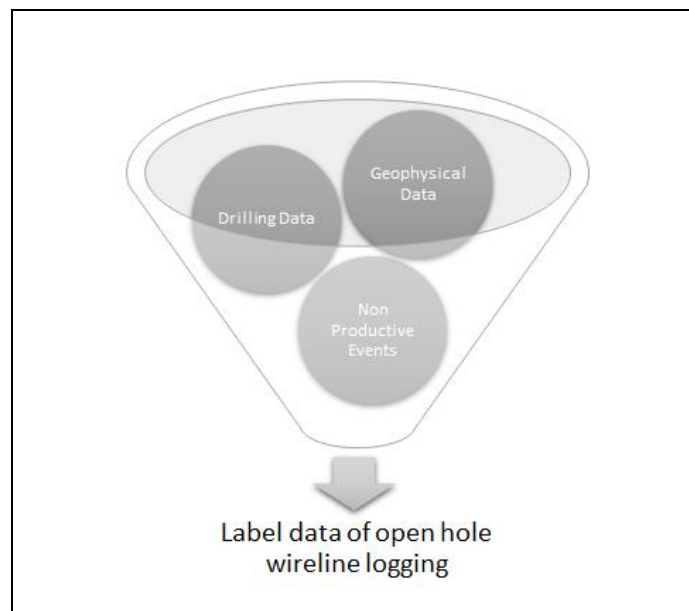 Geophysical
Data
Drilling Data
Non
Productive
Events
Label data of open hole
wireline logging